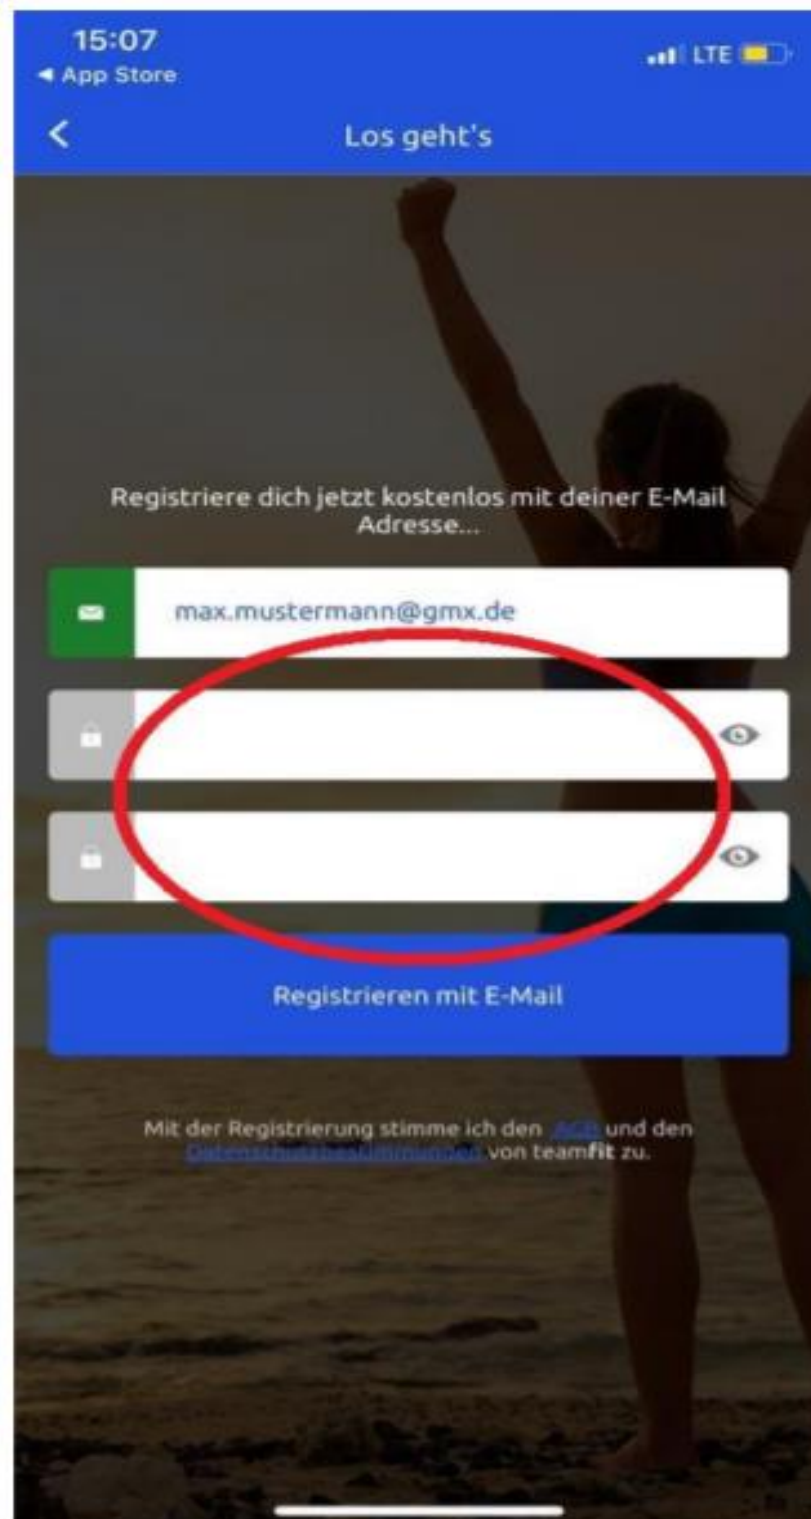 15:07
App Store
LTE
Los geht's
Registriere dich jetzt kostenlos mit deiner E-Mail
Adresse...
max.mustermann@gmx.de
Registrieren mit E-Mail
Mit der Registrierung stimme ich den AGB und den
Datenschutzbestimmungen von teamfit zu.